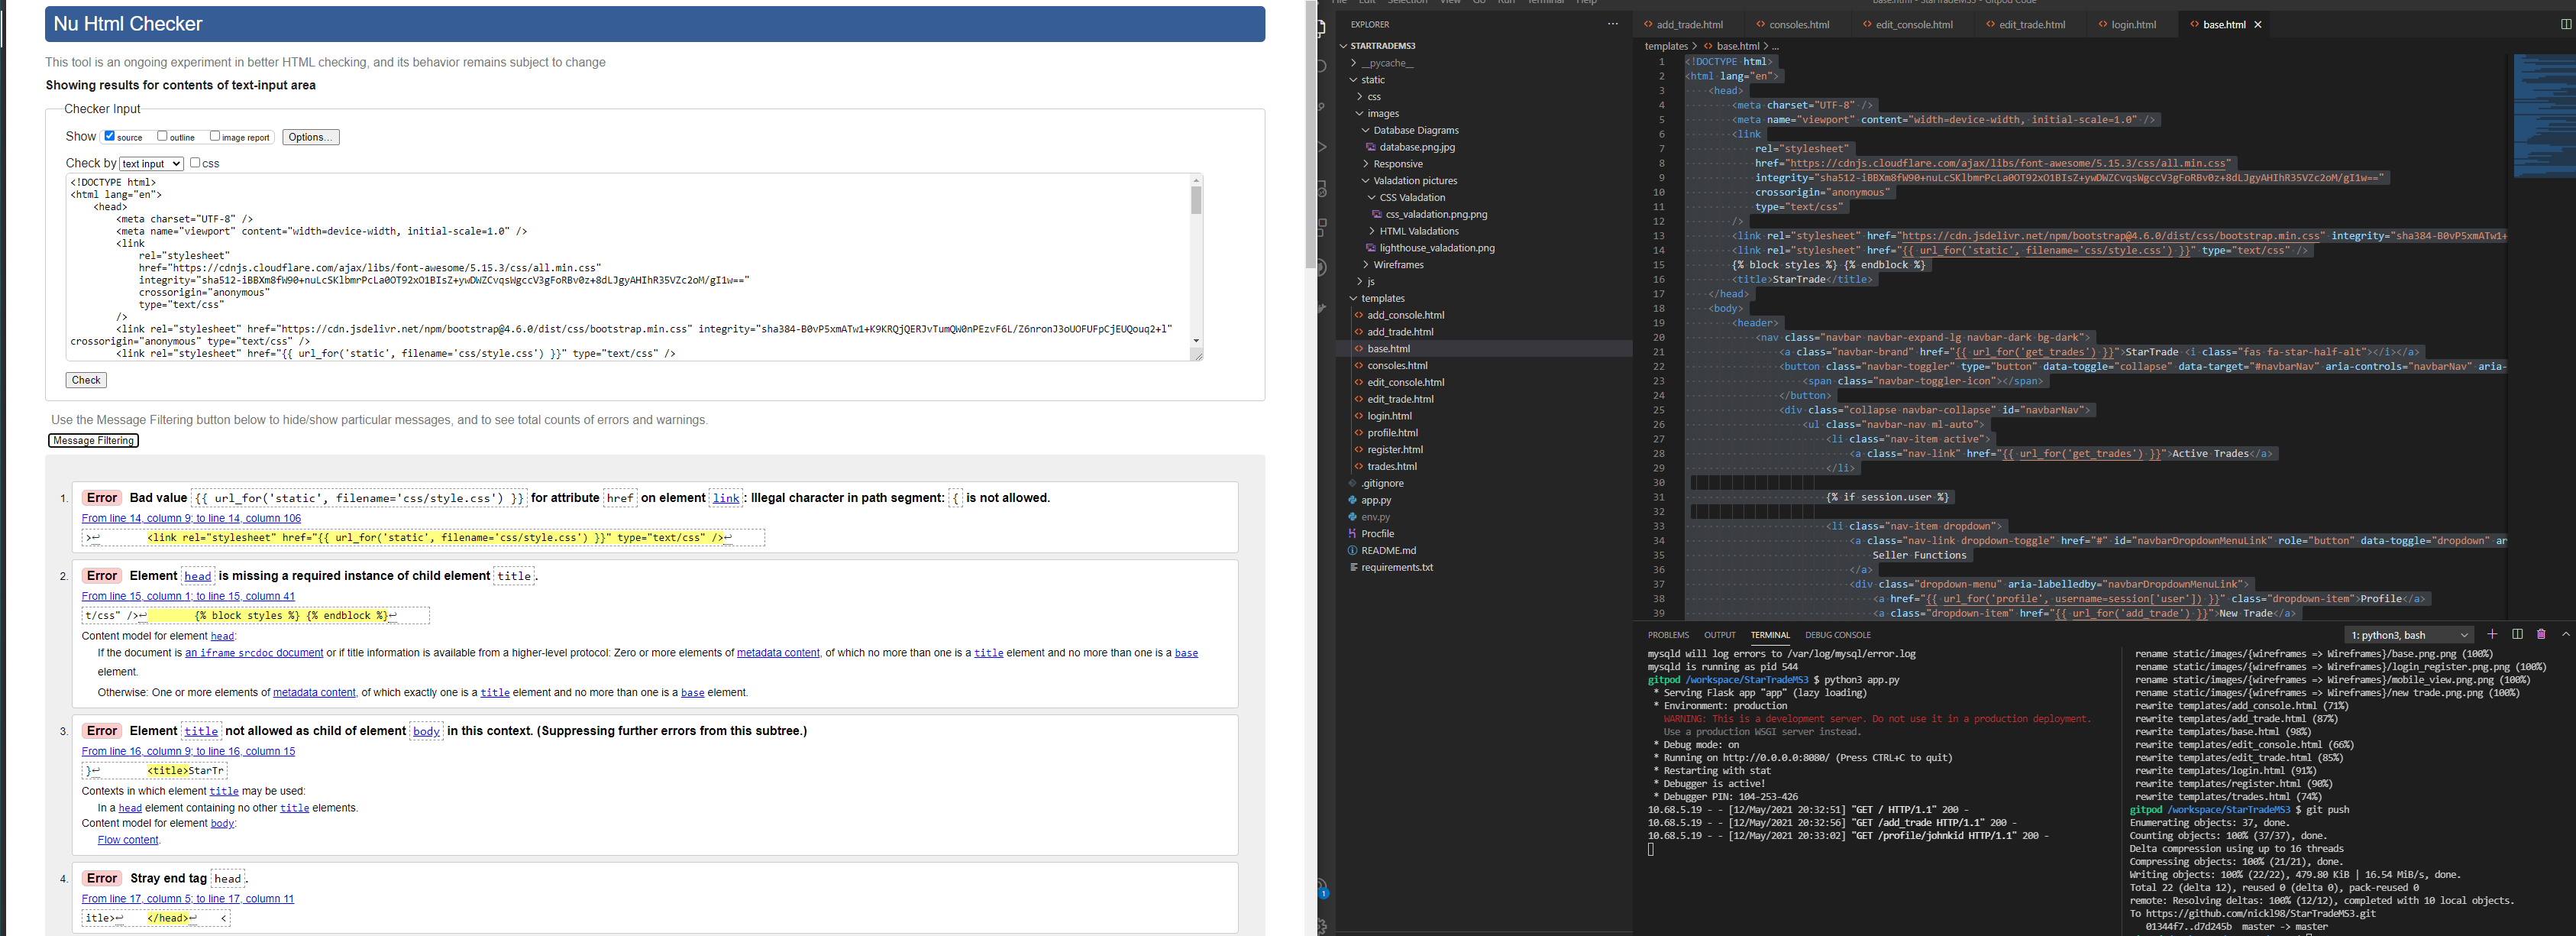 Nu Html Checker
This tool is an ongoing experiment in better HTML checking, and its behavior remains subject to change
Showing results for contents of text-input area
Checker Input
Show source outline image report Options...
Check by text input css
<!DOCTYPE html>
<html lang="en">
<head>
<meta charset="UTF-8" />
<meta name="viewport" content="width=device-width, initial-scale=1.0" />
<link
rel="stylesheet"
href="https://cdnjs.cloudflare.com/ajax/libs/font-awesome/5.15.3/css/all.min.css"
integrity="sha512-iBBXm8fW90+nuLcSKlbmrPcLa0OT92xO1BIsZ+ywDWZCvqsWgccV3gFoRBv0z+8dLJgyAHIhR35VZc2oM/gI1w=="
crossorigin="anonymous"
type="text/css"
/>
<link rel="stylesheet" href="https://cdn.jsdelivr.net/npm/bootstrap@4.6.0/dist/css/bootstrap.min.css" integrity="sha384-B0vP5xmATw1+K9KRQjQERJvTumQW0nPEzvF6L/Z6nronJ3oUOFUFpCjEUQouq2+l"
crossorigin="anonymous" type="text/css" />
<link rel="stylesheet" href="{{ url_for('static', filename='css/style.css') }}" type="text/css" />
Check
Use the Message Filtering button below to hide/show particular messages, and to see total counts of errors and warnings.
Message Filtering
1. Error Bad value {{ url_for('static', filename='css/style.css') }} for attribute href on element link: Illegal character in path segment: { is not allowed.
From line 14, column 9; to line 14, column 106
>↩ <link rel="stylesheet" href="{{ url_for('static', filename='css/style.css') }}" type="text/css" />↩
2. Error Element head is missing a required instance of child element title.
From line 15, column 1; to line 15, column 41
t/css" />↩ {% block styles %} {% endblock %}↩
Content model for element head:
If the document is an iframe srcdoc document or if title information is available from a higher-level protocol: Zero or more elements of metadata content, of which no more than one is a title element and no more than one is a base
element.
Otherwise: One or more elements of metadata content, of which exactly one is a title element and no more than one is a base element.
3. Error Element title not allowed as child of element body in this context. (Suppressing further errors from this subtree.)
From line 16, column 9; to line 16, column 15
}↩ <title>StarTr
Contexts in which element title may be used:
In a head element containing no other title elements.
Content model for element body:
Flow content.
4. Error Stray end tag head.
From line 17, column 5; to line 17, column 11
itle>↩ </head>↩ <
EXPLORER ...
STARTRADEMS3
__pycache__
static
css
images
Database Diagrams
database.png.jpg
Responsive
Valadation pictures
CSS Valadation
css_valadation.png.png
HTML Valadations
lighthouse_valadation.png
Wireframes
js
templates
add_console.html
add_trade.html
base.html
consoles.html
edit_console.html
edit_trade.html
login.html
profile.html
register.html
trades.html
.gitignore
app.py
env.py
Procfile
README.md
requirements.txt
1
add_trade.html consoles.html edit_console.html edit_trade.html login.html base.html
templates > base.html > ...
1 <!DOCTYPE html>
2 <html lang="en">
3 <head>
4 <meta charset="UTF-8" />
5 <meta name="viewport" content="width=device-width, initial-scale=1.0" />
6 <link
7 rel="stylesheet"
8 href="https://cdnjs.cloudflare.com/ajax/libs/font-awesome/5.15.3/css/all.min.css"
9 integrity="sha512-iBBXm8fW90+nuLcSKlbmrPcLa0OT92xO1BIsZ+ywDWZCvqsWgccV3gFoRBv0z+8dLJgyAHIhR35VZc2oM/gI1w=="
10 crossorigin="anonymous"
11 type="text/css"
12 />
13 <link rel="stylesheet" href="https://cdn.jsdelivr.net/npm/bootstrap@4.6.0/dist/css/bootstrap.min.css" integrity="sha384-B0vP5xmATw1+
14 <link rel="stylesheet" href="{{ url_for('static', filename='css/style.css') }}" type="text/css" />
15 {% block styles %} {% endblock %}
16 <title>StarTrade</title>
17 </head>
18 <body>
19 <header>
20 <nav class="navbar navbar-expand-lg navbar-dark bg-dark">
21 <a class="navbar-brand" href="{{ url_for('get_trades') }}">StarTrade <i class="fas fa-star-half-alt"></i></a>
22 <button class="navbar-toggler" type="button" data-toggle="collapse" data-target="#navbarNav" aria-controls="navbarNav" aria-
23 <span class="navbar-toggler-icon"></span>
24 </button>
25 <div class="collapse navbar-collapse" id="navbarNav">
26 <ul class="navbar-nav ml-auto">
27 <li class="nav-item active">
28 <a class="nav-link" href="{{ url_for('get_trades') }}">Active Trades</a>
29 </li>
30
31 {% if session.user %}
32
33 <li class="nav-item dropdown">
34 <a class="nav-link dropdown-toggle" href="#" id="navbarDropdownMenuLink" role="button" data-toggle="dropdown" ar
35 Seller Functions
36 </a>
37 <div class="dropdown-menu" aria-labelledby="navbarDropdownMenuLink">
38 <a href="{{ url_for('profile', username=session['user']) }}" class="dropdown-item">Profile</a>
39 <a class="dropdown-item" href="{{ url_for('add_trade') }}">New Trade</a>
PROBLEMS OUTPUT TERMINAL DEBUG CONSOLE 1: python3, bash
mysqld will log errors to /var/log/mysql/error.log
mysqld is running as pid 544
gitpod /workspace/StarTradeMS3 $ python3 app.py
* Serving Flask app "app" (lazy loading)
* Environment: production
WARNING: This is a development server. Do not use it in a production deployment.
Use a production WSGI server instead.
* Debug mode: on
* Running on http://0.0.0.0:8080/ (Press CTRL+C to quit)
* Restarting with stat
* Debugger is active!
* Debugger PIN: 104-253-426
10.68.5.19 - - [12/May/2021 20:32:51] "GET / HTTP/1.1" 200 -
10.68.5.19 - - [12/May/2021 20:32:56] "GET /add_trade HTTP/1.1" 200 -
10.68.5.19 - - [12/May/2021 20:33:02] "GET /profile/johnkid HTTP/1.1" 200 -
rename static/images/{wireframes => Wireframes}/base.png.png (100%)
rename static/images/{wireframes => Wireframes}/login_register.png.png (100%)
rename static/images/{wireframes => Wireframes}/mobile_view.png.png (100%)
rename static/images/{wireframes => Wireframes}/new trade.png.png (100%)
rewrite templates/add_console.html (71%)
rewrite templates/add_trade.html (87%)
rewrite templates/base.html (98%)
rewrite templates/edit_console.html (66%)
rewrite templates/edit_trade.html (85%)
rewrite templates/login.html (91%)
rewrite templates/register.html (90%)
rewrite templates/trades.html (74%)
gitpod /workspace/StarTradeMS3 $ git push
Enumerating objects: 37, done.
Counting objects: 100% (37/37), done.
Delta compression using up to 16 threads
Compressing objects: 100% (21/21), done.
Writing objects: 100% (22/22), 479.80 KiB | 16.54 MiB/s, done.
Total 22 (delta 12), reused 0 (delta 0), pack-reused 0
remote: Resolving deltas: 100% (12/12), completed with 10 local objects.
To https://github.com/nickl98/StarTradeMS3.git
01344f7..d7d245b master -> master